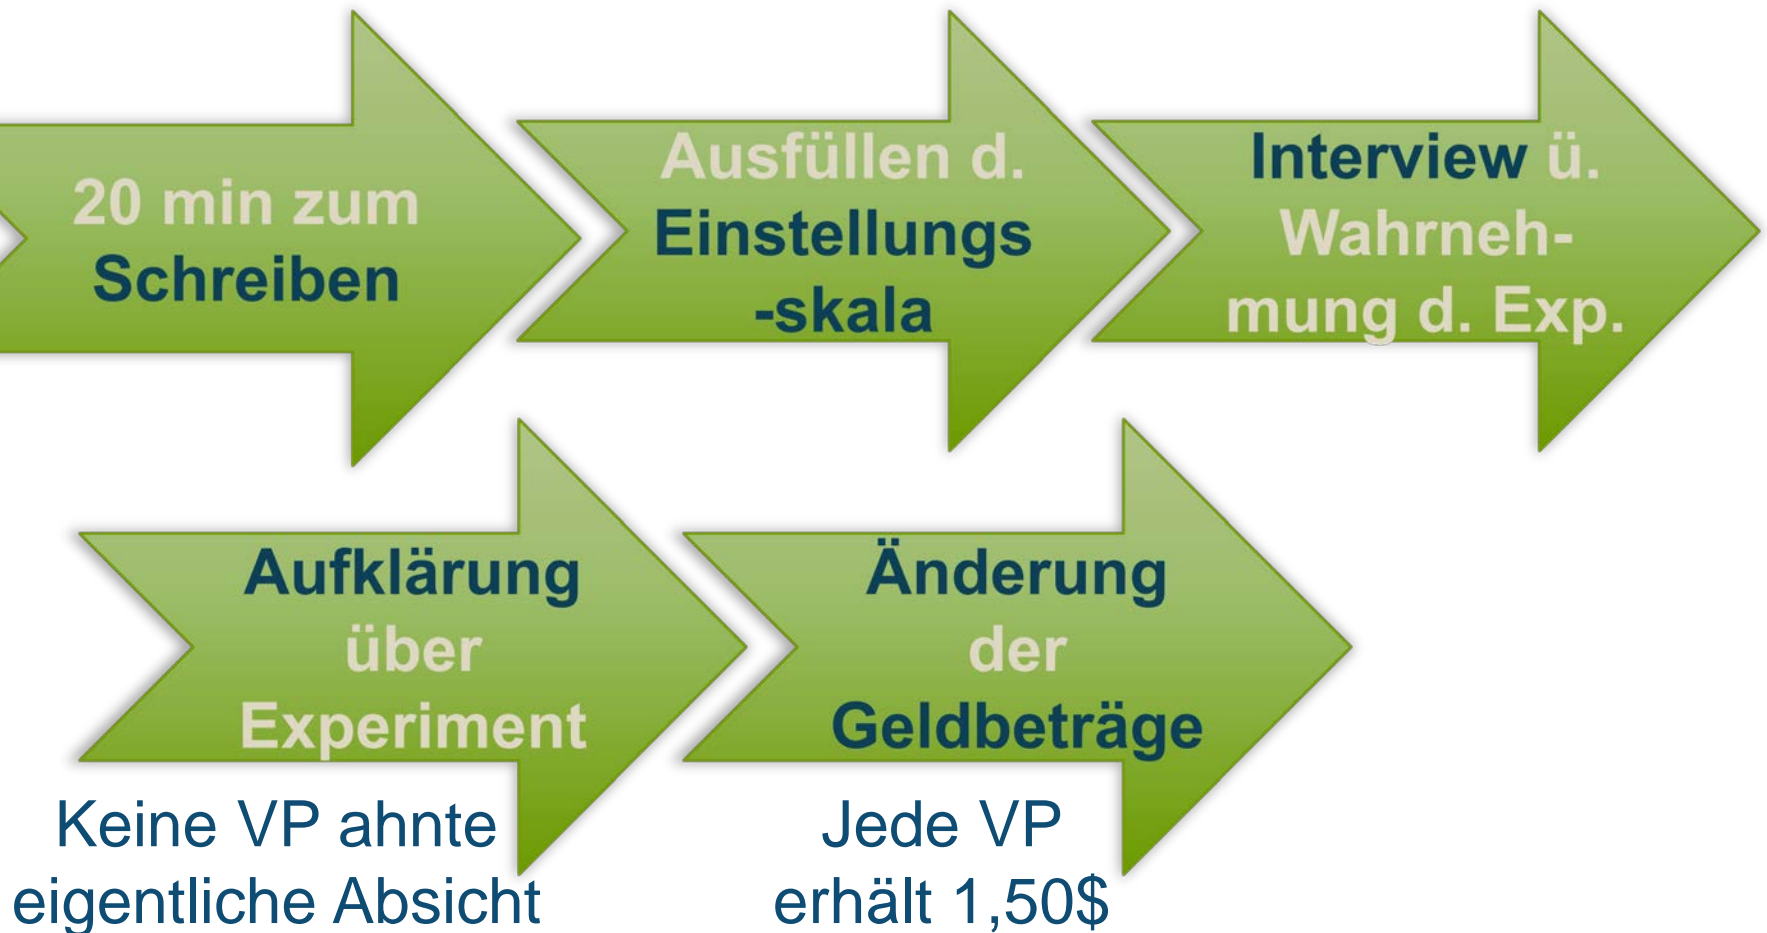 20 min zum
Schreiben
Ausfüllen d.
Einstellungs
-skala
Interview ü.
Wahrneh-
mung d. Exp.
Aufklärung
über
Experiment
Änderung
der
Geldbeträge
Keine VP ahnte
eigentliche Absicht
Jede VP
erhält 1,50$